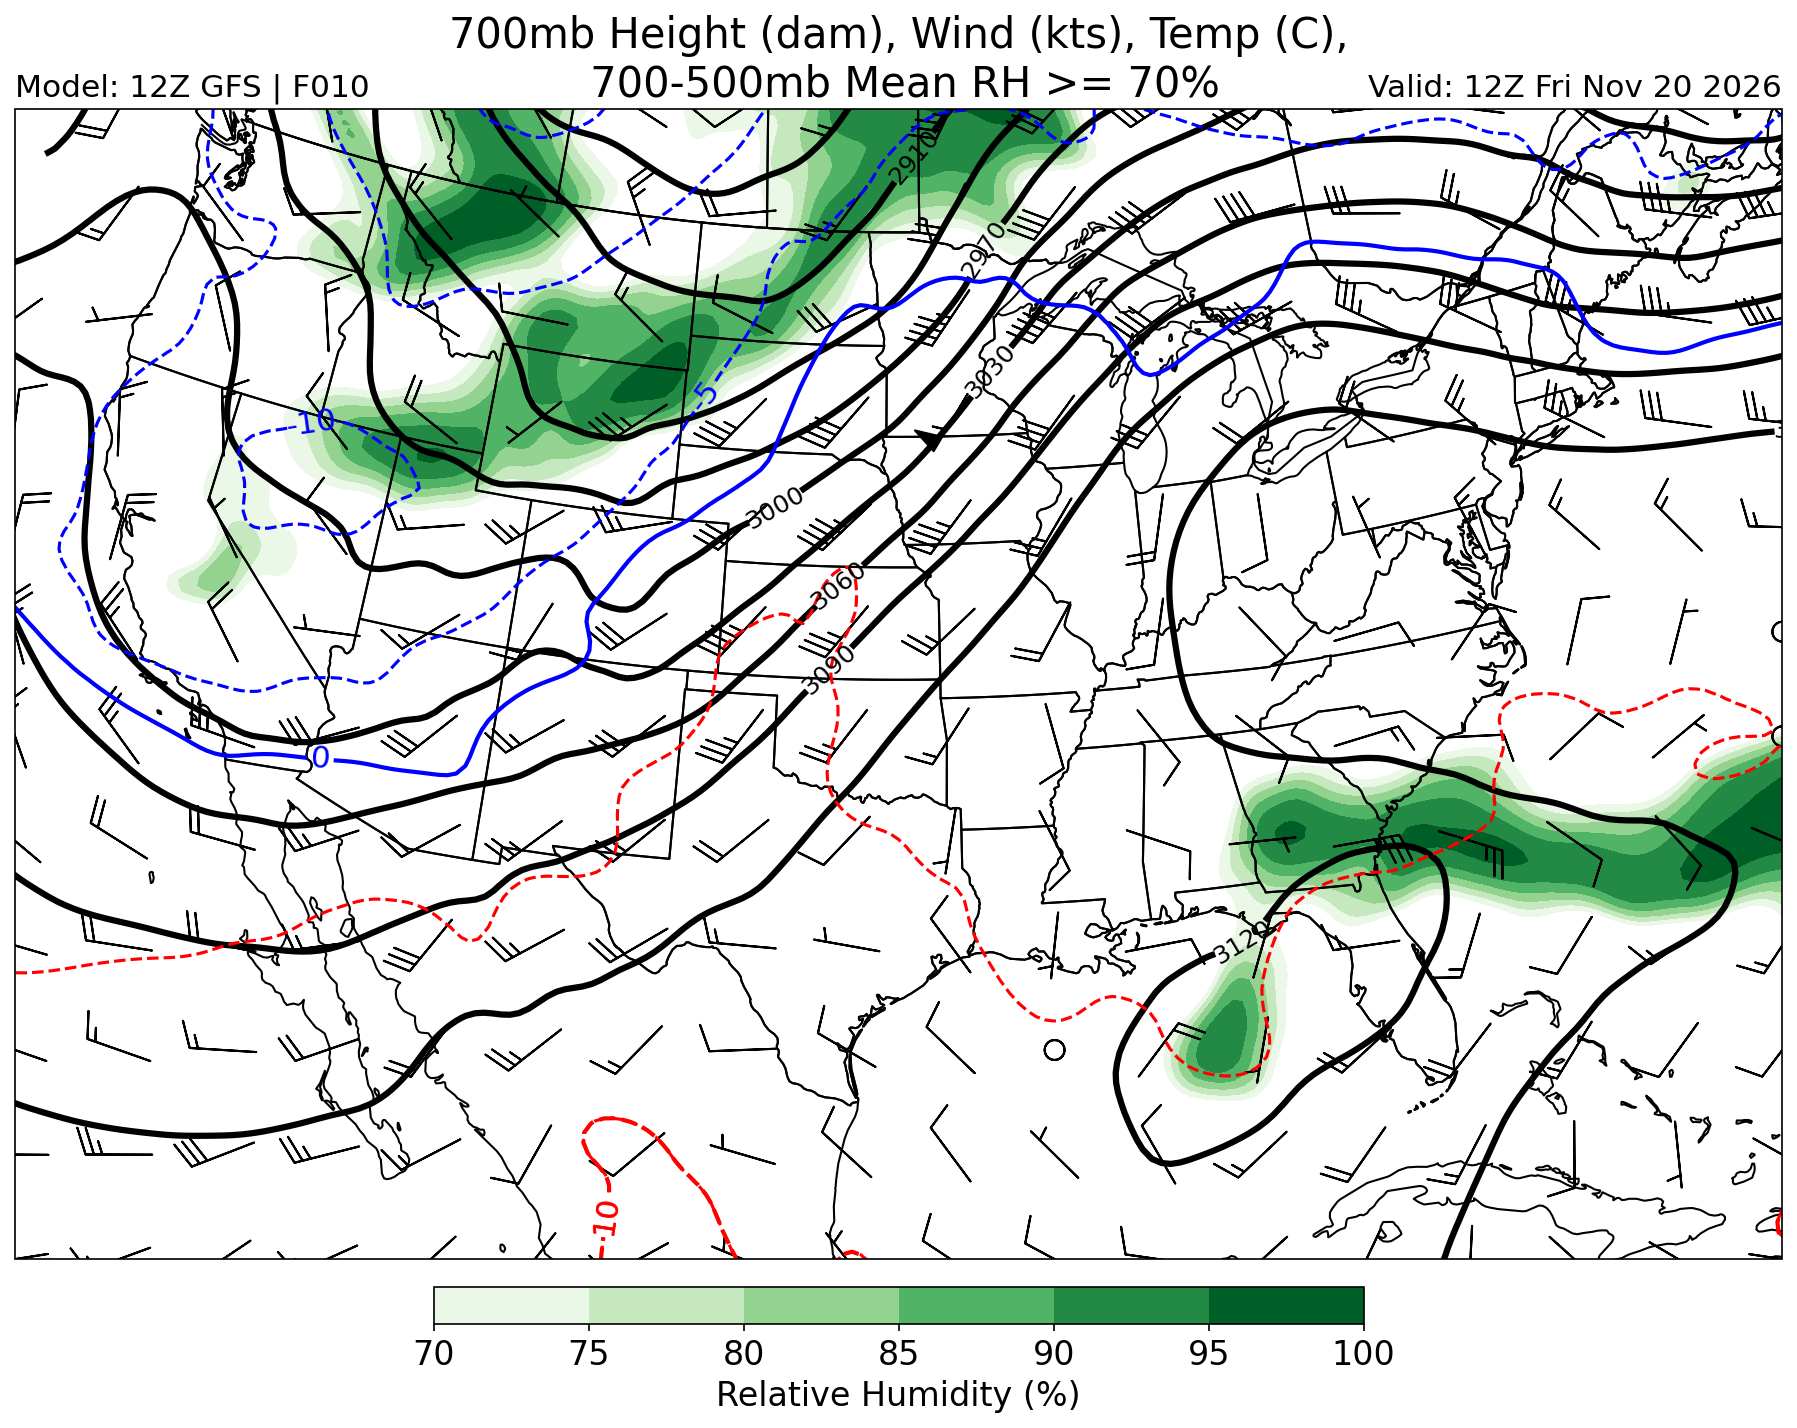 700mb Height (dam), Wind (kts), Temp (C),
Model: 12Z GFS | F010
700-500mb Mean RH >= 70%
Valid: 12Z Fri Nov 20 2026
2910
2970
3030
-5
-10
3000
3060
3090
0
3120
10
70 75 80 85 90 95 100
Relative Humidity (%)